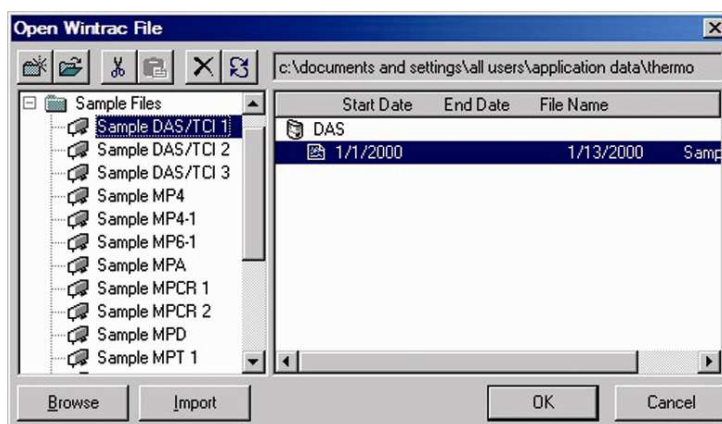 Open Wintrac File
c:\documents and settings\all users\application data\thermo
Sample Files
Sample DAS/TCI 1
Sample DAS/TCI 2
Sample DAS/TCI 3
Sample MP4
Sample MP4-1
Sample MP6-1
Sample MPA
Sample MPCR 1
Sample MPCR 2
Sample MPD
Sample MPT 1
Start Date End Date File Name
DAS
1/1/2000 1/13/2000 Samp
Browse Import OK Cancel